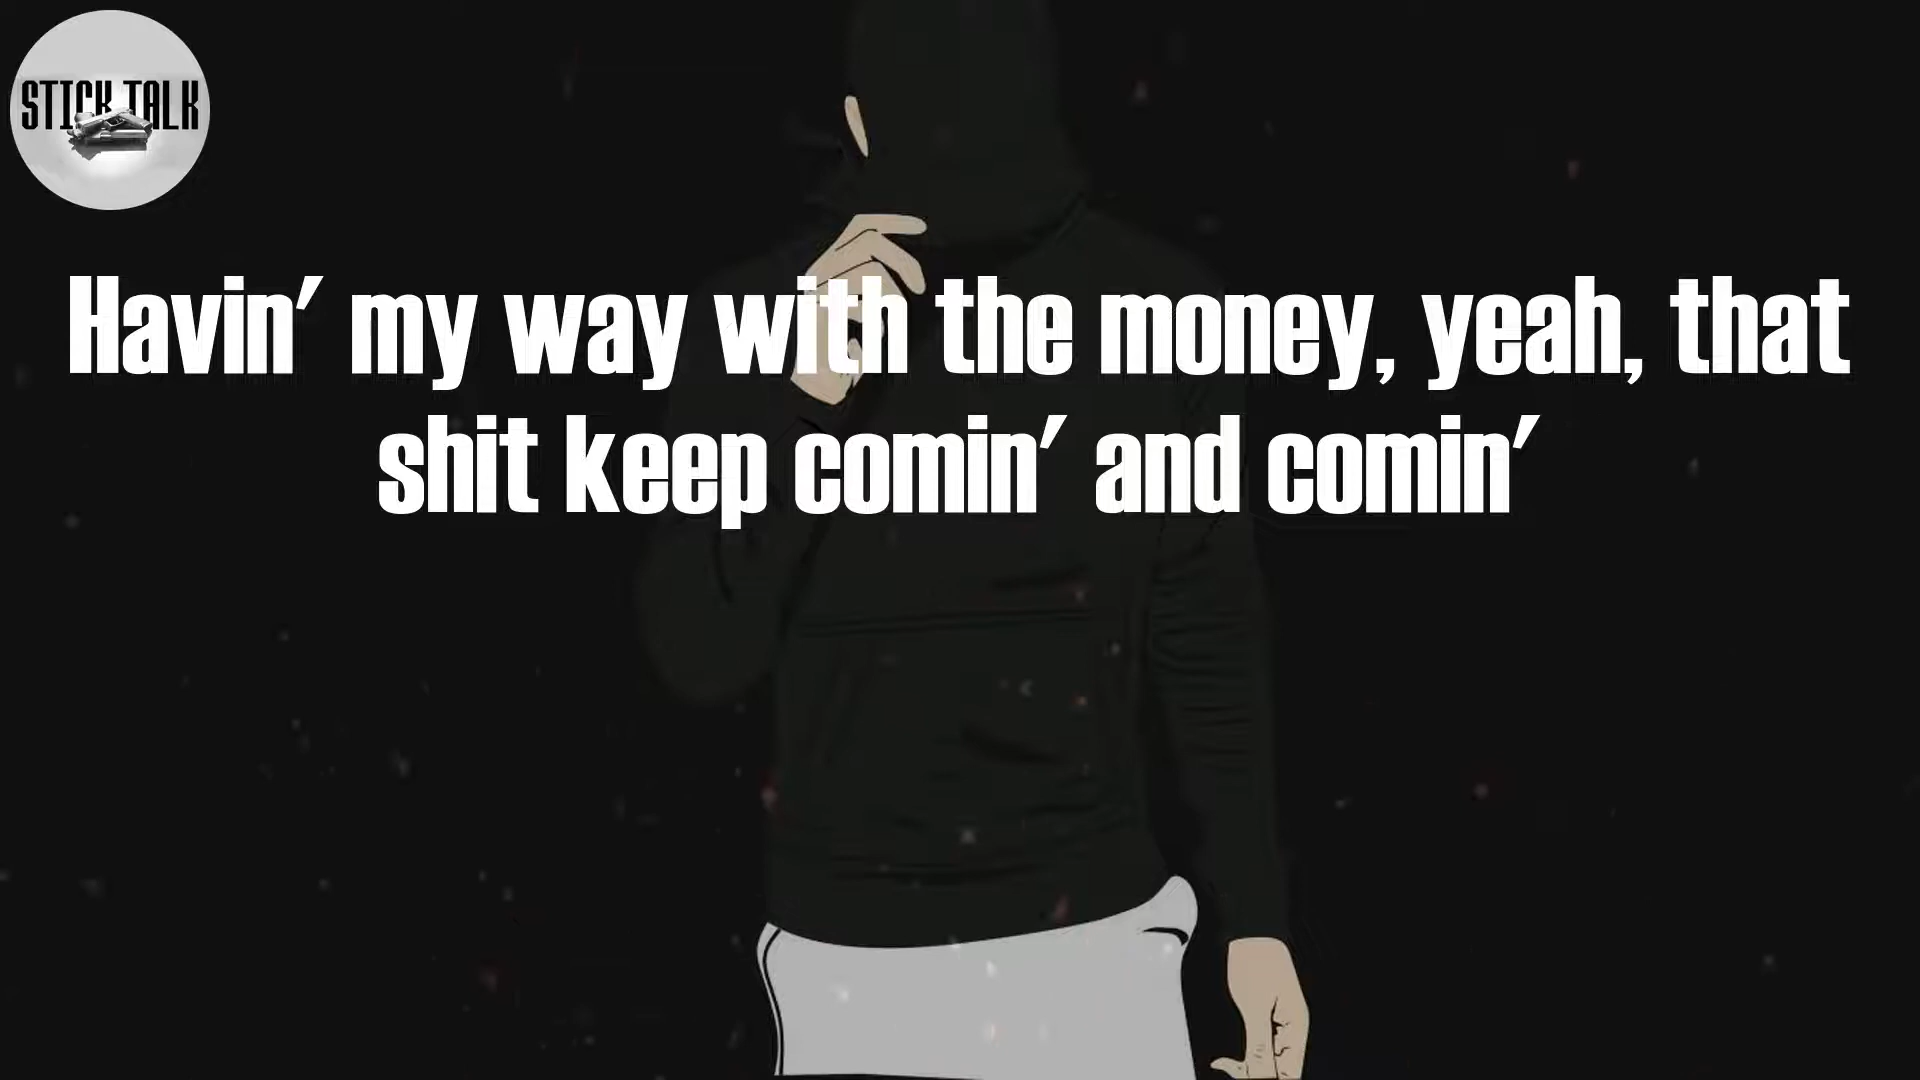 STICK TALK
Havin' my way with the money, yeah, that
shit keep comin' and comin'